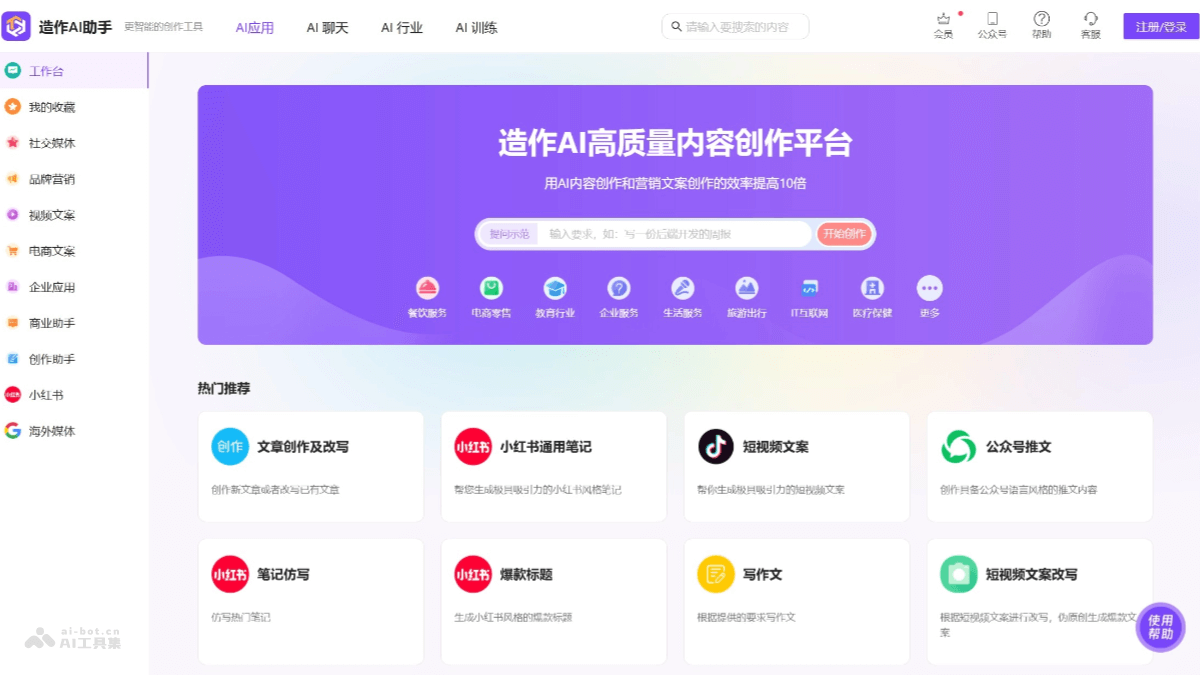 造作AI助手
更智能的创作工具
AI应用
AI 聊天
AI 行业
AI 训练
请输入要搜索的内容
会员
公众号
帮助
客服
注册/登录
工作台
我的收藏
社交媒体
品牌营销
视频文案
电商文案
企业应用
商业助手
创作助手
小红书
海外媒体
造作AI高质量内容创作平台
用AI内容创作和营销文案创作的效率提高10倍
提问示范
输入要求，如：写一份后端开发的周报
开始创作
餐饮服务
电商零售
教育行业
企业服务
生活服务
旅游出行
IT互联网
医疗保健
更多
热门推荐
创作
文章创作及改写
创作新文章或者改写已有文章
小红书
小红书通用笔记
帮您生成极具吸引力的小红书风格笔记
短视频文案
帮你生成极具吸引力的短视频文案
公众号推文
创作具备公众号语言风格的推文内容
小红书
笔记仿写
仿写热门笔记
小红书
爆款标题
生成小红书风格的爆款标题
写作文
根据提供的要求写作文
短视频文案改写
根据短视频文案进行改写，伪原创生成爆款文
案
使用
帮助
ai-bot.cn
AI工具集